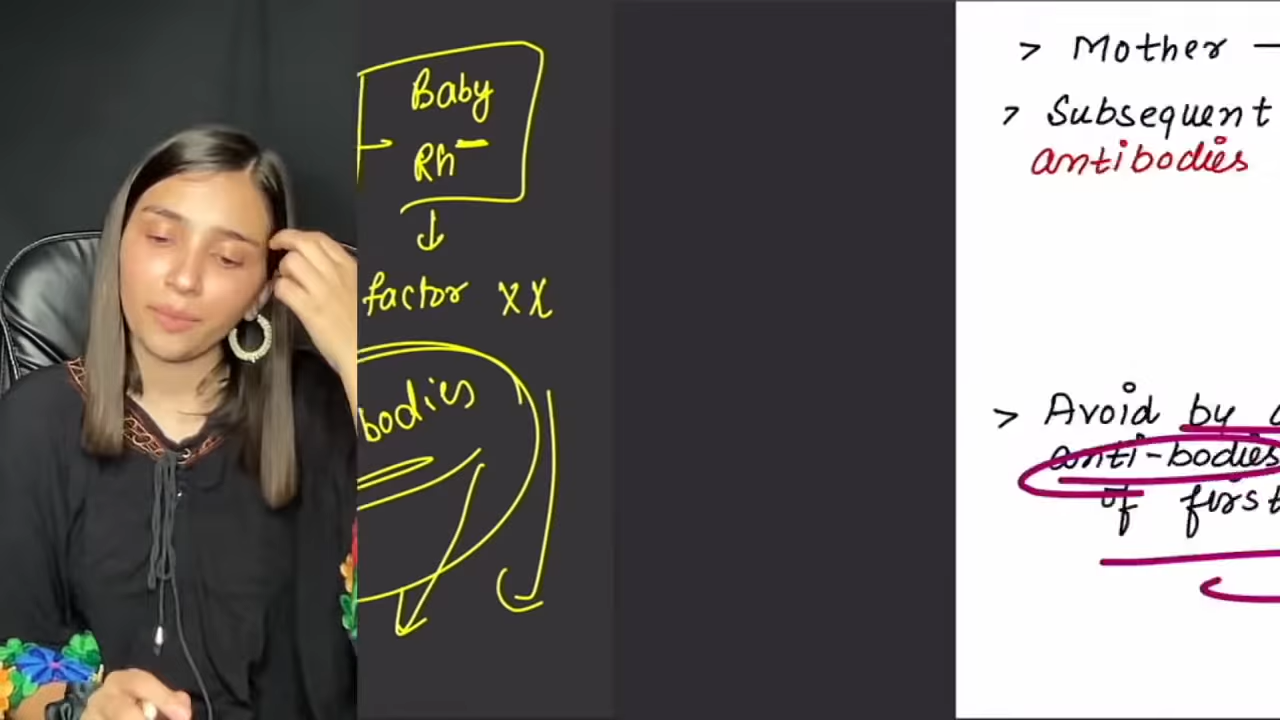 Baby
Rh-
factor XX
bodies
> Mother -
> Subsequent
antibodies
> Avoid by
anti-bodies
of first